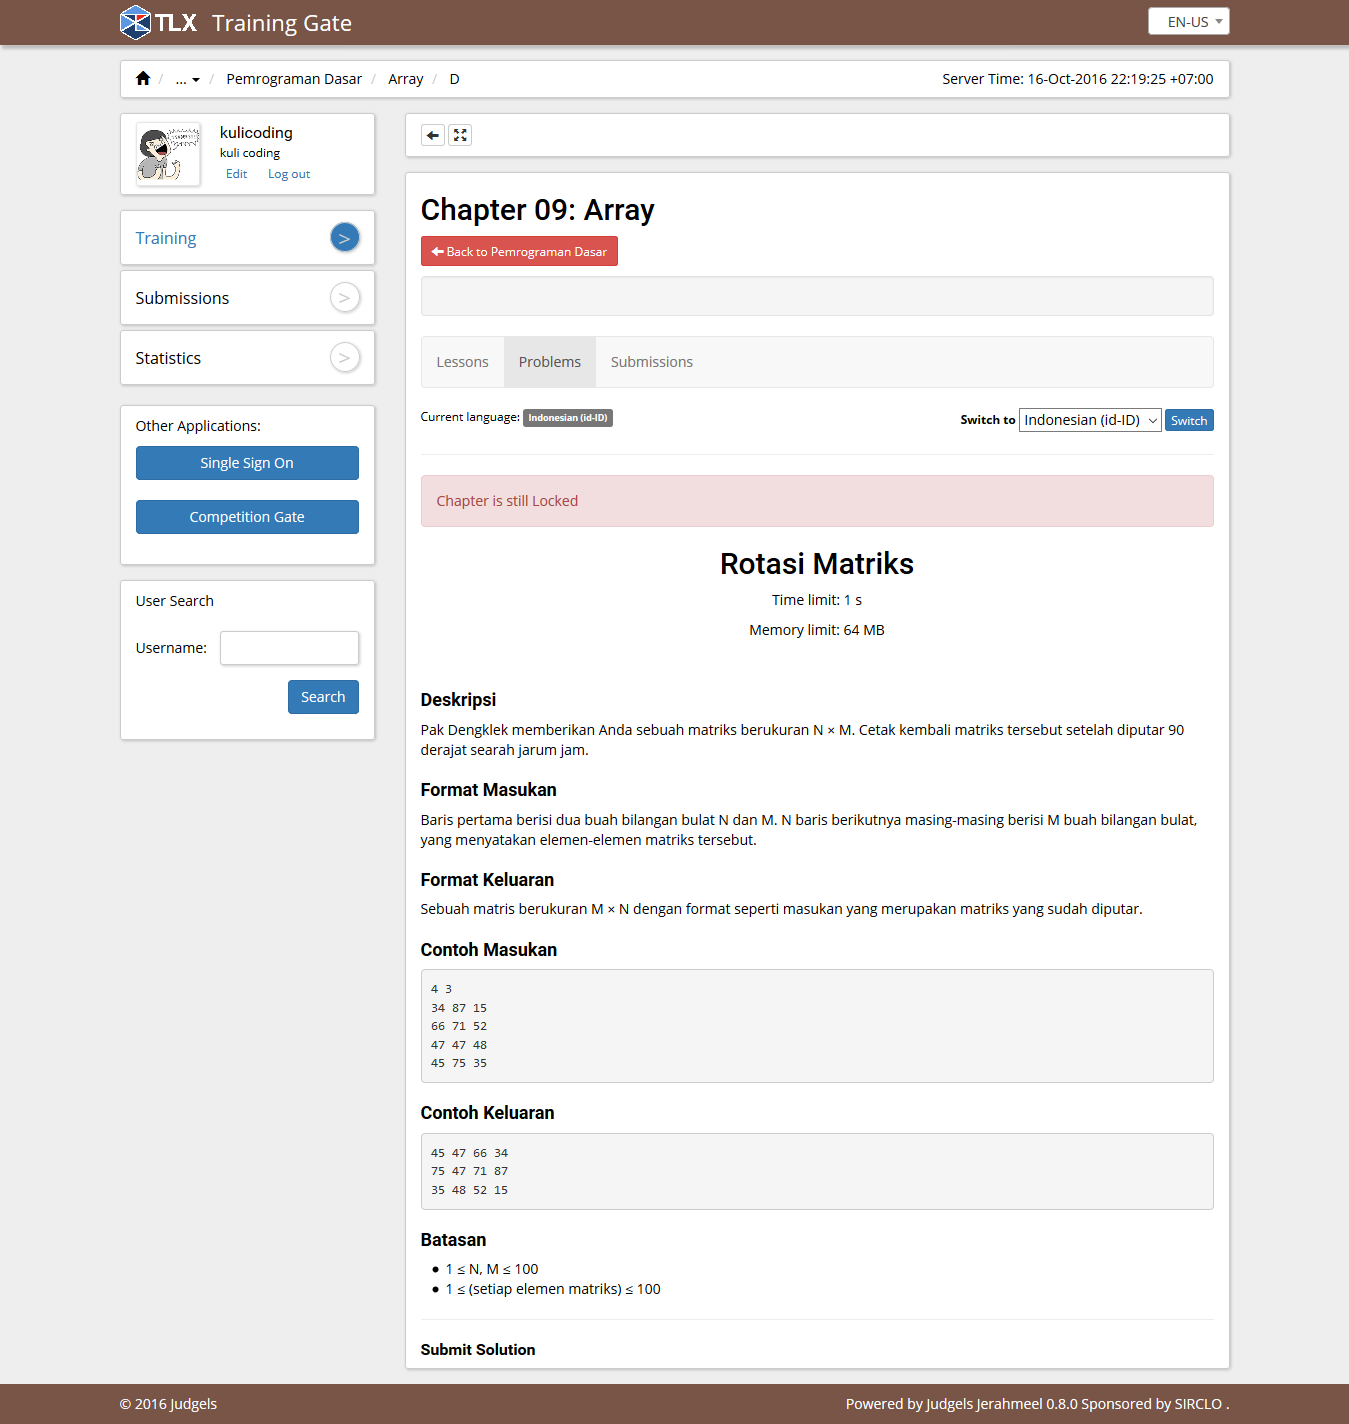 TLX Training Gate
EN-US
... / Pemrograman Dasar / Array / D
Server Time: 16-Oct-2016 22:19:25 +07:00
kulicoding
kuli coding
Edit Log out
Training >
Submissions >
Statistics >
Other Applications:
Single Sign On
Competition Gate
User Search
Username:
Search
Chapter 09: Array
Back to Pemrograman Dasar
Lessons Problems Submissions
Current language: Indonesian (id-ID)
Switch to Indonesian (id-ID) Switch
Chapter is still Locked
Rotasi Matriks
Time limit: 1 s
Memory limit: 64 MB
Deskripsi
Pak Dengklek memberikan Anda sebuah matriks berukuran N × M. Cetak kembali matriks tersebut setelah diputar 90
derajat searah jarum jam.
Format Masukan
Baris pertama berisi dua buah bilangan bulat N dan M. N baris berikutnya masing-masing berisi M buah bilangan bulat,
yang menyatakan elemen-elemen matriks tersebut.
Format Keluaran
Sebuah matris berukuran M × N dengan format seperti masukan yang merupakan matriks yang sudah diputar.
Contoh Masukan
4 3
34 87 15
66 71 52
47 47 48
45 75 35
Contoh Keluaran
45 47 66 34
75 47 71 87
35 48 52 15
Batasan
• 1 ≤ N, M ≤ 100
• 1 ≤ (setiap elemen matriks) ≤ 100
Submit Solution
© 2016 Judgels
Powered by Judgels Jerahmeel 0.8.0 Sponsored by SIRCLO .